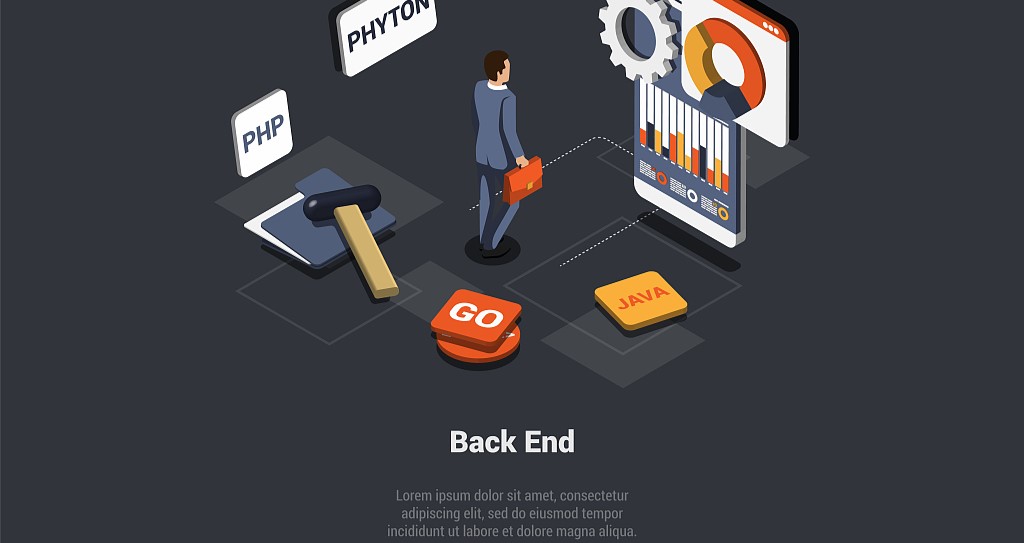 PHYTON
PHP
GO
JAVA
Back End
Lorem ipsum dolor sit amet, consectetur
adipiscing elit, sed do eiusmod tempor
incididunt ut labore et dolore magna aliqua.